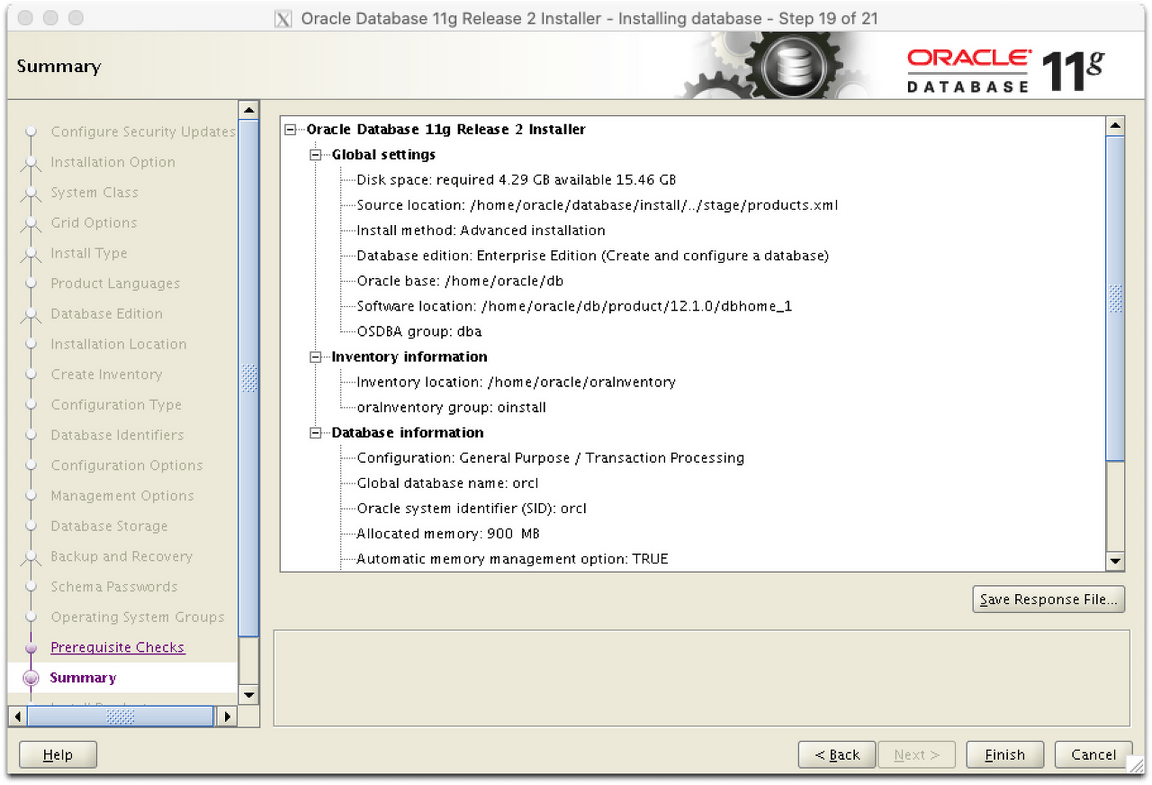 Oracle Database 11g Release 2 Installer - Installing database - Step 19 of 21
Summary
ORACLE
DATABASE
11g
Configure Security Updates
Installation Option
System Class
Grid Options
Install Type
Product Languages
Database Edition
Installation Location
Create Inventory
Configuration Type
Database Identifiers
Configuration Options
Management Options
Database Storage
Backup and Recovery
Schema Passwords
Operating System Groups
Prerequisite Checks
Summary
Oracle Database 11g Release 2 Installer
Global settings
Disk space: required 4.29 GB available 15.46 GB
Source location: /home/oracle/database/install/../stage/products.xml
Install method: Advanced installation
Database edition: Enterprise Edition (Create and configure a database)
Oracle base: /home/oracle/db
Software location: /home/oracle/db/product/12.1.0/dbhome_1
OSDBA group: dba
Inventory information
Inventory location: /home/oracle/oraInventory
oraInventory group: oinstall
Database information
Configuration: General Purpose / Transaction Processing
Global database name: orcl
Oracle system identifier (SID): orcl
Allocated memory: 900 MB
Automatic memory management option: TRUE
Save Response File...
Help
< Back
Next >
Finish
Cancel